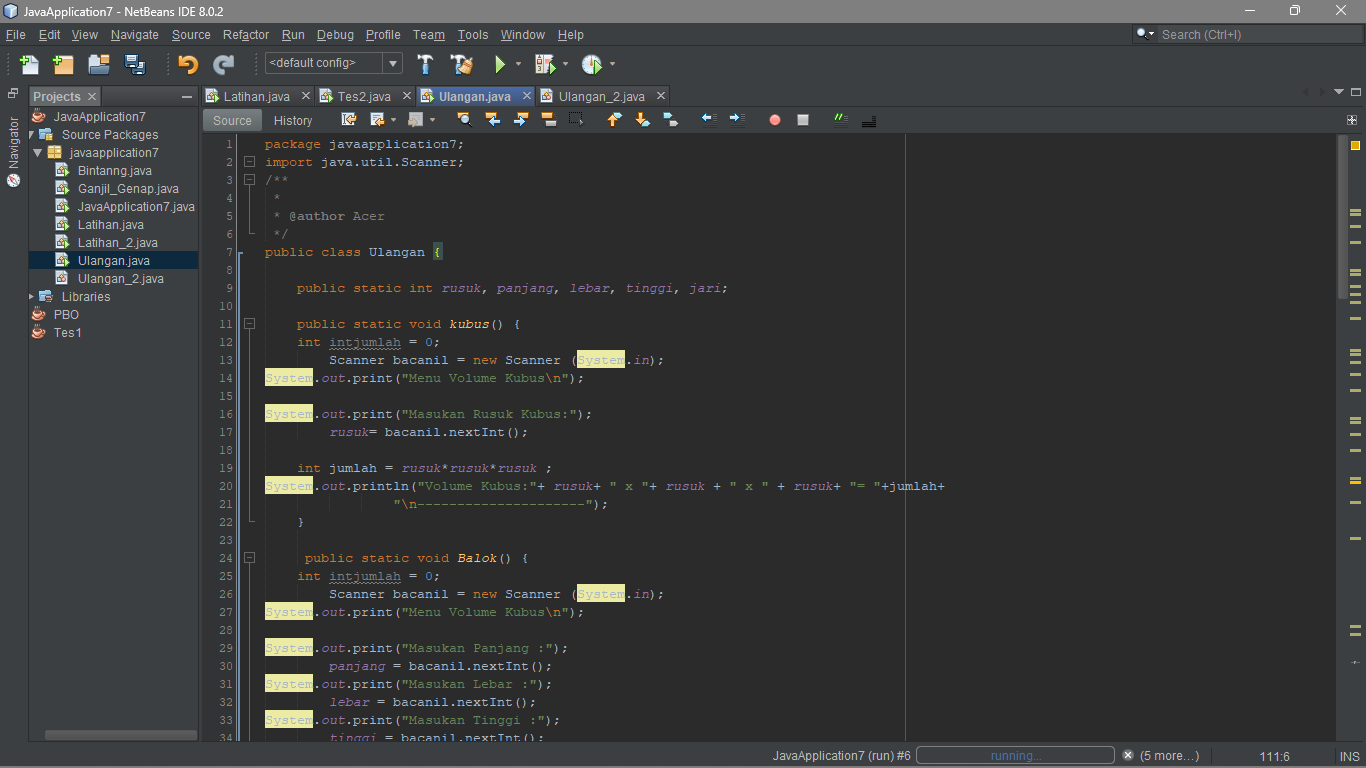 JavaApplication7 - NetBeans IDE 8.0.2
File Edit View Navigate Source Refactor Run Debug Profile Team Tools Window Help
Search (Ctrl+I)
<default config>
Projects
Latihan.java Tes2.java Ulangan.java Ulangan_2.java
Navigator
JavaApplication7
Source Packages
javaapplication7
Bintanng.java
Ganjil_Genap.java
JavaApplication7.java
Latihan.java
Latihan_2.java
Ulangan.java
Ulangan_2.java
Libraries
PBO
Tes1
Source History
1 package javaapplication7;
2 import java.util.Scanner;
3 /**
4 *
5 * @author Acer
6 */
7 public class Ulangan {
8
9 public static int rusuk, panjang, lebar, tinggi, jari;
10
11 public static void kubus() {
12 int intjumlah = 0;
13 Scanner bacanil = new Scanner (System.in);
14 System.out.print("Menu Volume Kubus\n");
15
16 System.out.print("Masukan Rusuk Kubus:");
17 rusuk= bacanil.nextInt();
18
19 int jumlah = rusuk*rusuk*rusuk ;
20 System.out.println("Volume Kubus:"+ rusuk+ " x "+ rusuk + " x " + rusuk+ "= "+jumlah+
21 "\n---------------------");
22 }
23
24 public static void Balok() {
25 int intjumlah = 0;
26 Scanner bacanil = new Scanner (System.in);
27 System.out.print("Menu Volume Kubus\n");
28
29 System.out.print("Masukan Panjang :");
30 panjang = bacanil.nextInt();
31 System.out.print("Masukan Lebar :");
32 lebar = bacanil.nextInt();
33 System.out.print("Masukan Tinggi :");
34 tinggi = bacanil.nextInt();
JavaApplication7 (run) #6 running... (5 more...) 111:6 INS